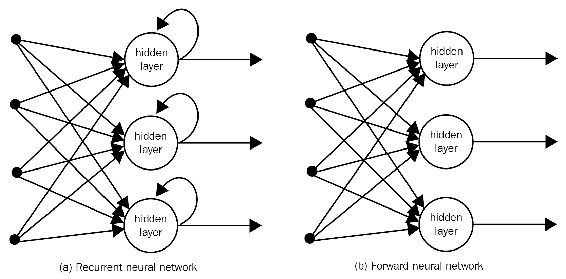 hidden
layer
hidden
layer
hidden
layer
(a) Recurrent neural network
hidden
layer
hidden
layer
hidden
layer
(b) Forward neural network